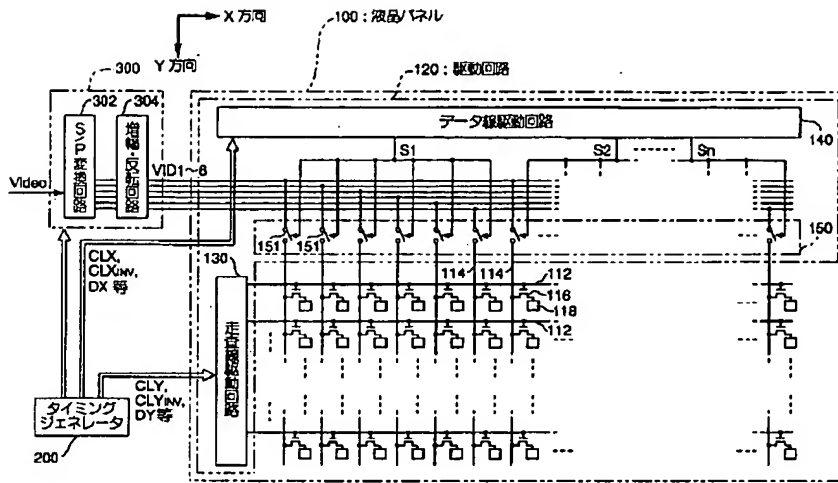 X 方向
Y 方向
100:液晶パネル
300
302
304
120:駆動回路
S/P変換回路
増幅・反転回路
データ線駆動回路
140
S1
S2
Sn
Video
VID1〜6
151
151
150
CLX,
CLXINV,
DX 等
130
114
114
112
116
118
112
走査線駆動回路
CLY,
CLYINV,
DY 等
タイミング
ジェネレータ
200